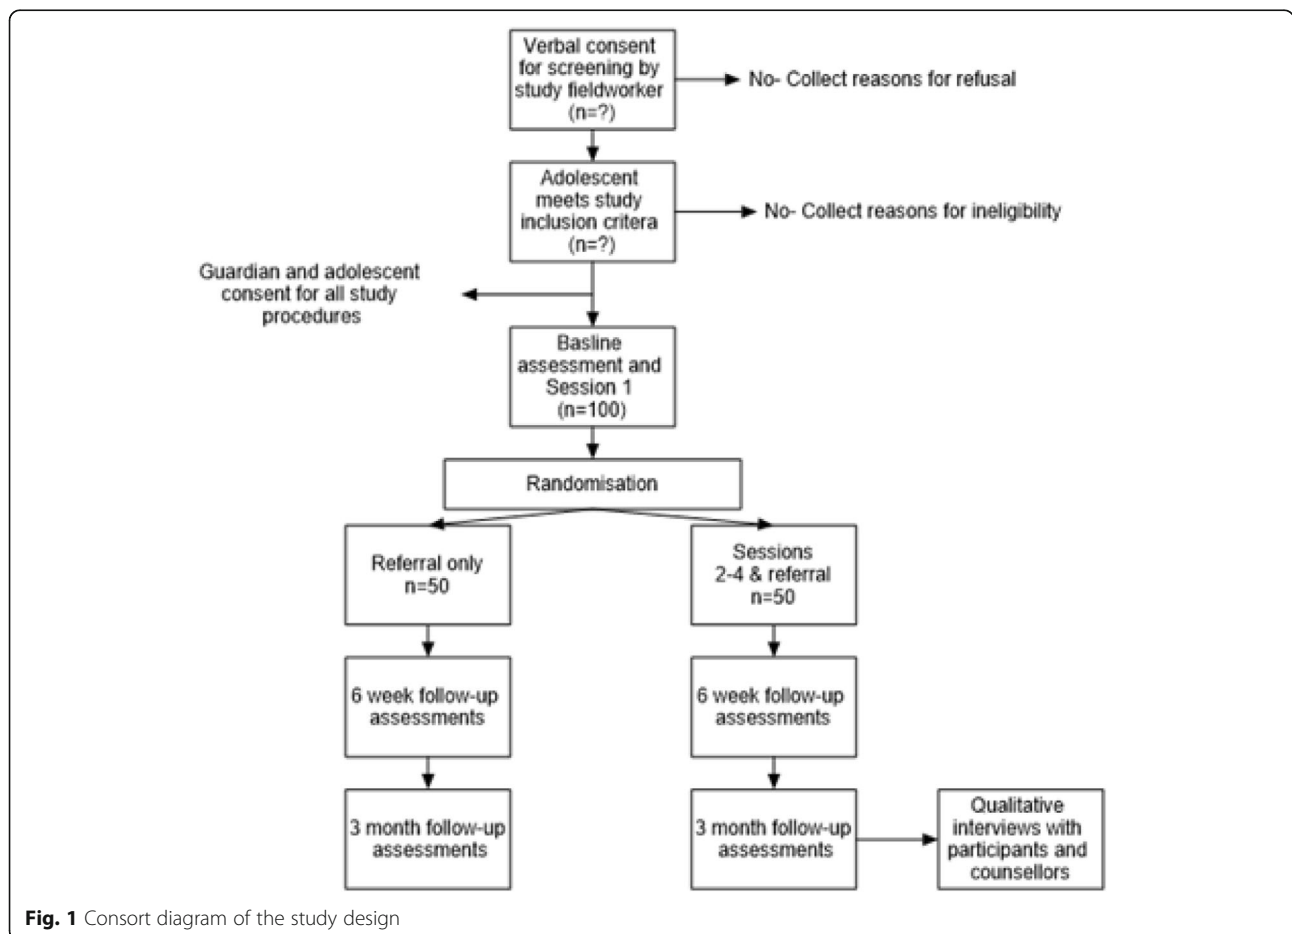 Verbal consent
for screening by
study fieldworker
(n=?)
No- Collect reasons for refusal
Adolescent
meets study
inclusion critera
(n=?)
No- Collect reasons for ineligibility
Guardian and adolescent
consent for all study
procedures
Basline
assessment and
Session 1
(n=100)
Randomisation
Referral only
n=50
Sessions
2-4 & referral
n=50
6 week follow-up
assessments
6 week follow-up
assessments
3 month follow-up
assessments
3 month follow-up
assessments
Qualitative
interviews with
participants and
counsellors
Fig. 1 Consort diagram of the study design